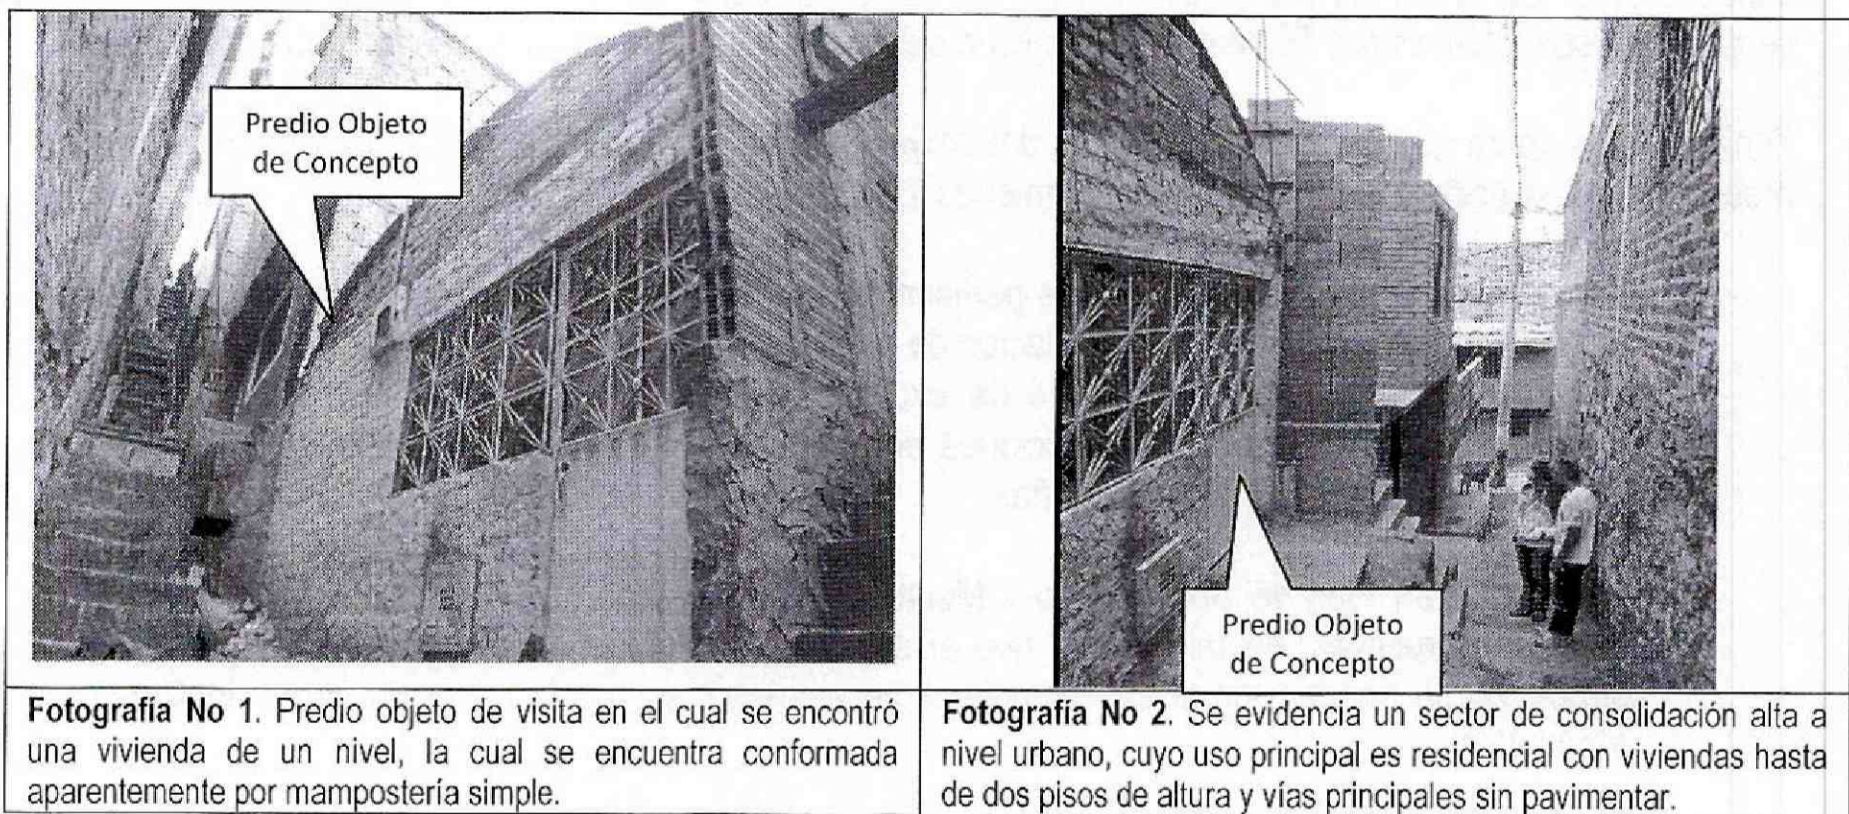 Predio Objeto
de Concepto
Predio Objeto
de Concepto
Fotografía No 1. Predio objeto de visita en el cual se encontró
una vivienda de un nivel, la cual se encuentra conformada
aparentemente por mampostería simple.
Fotografía No 2. Se evidencia un sector de consolidación alta a
nivel urbano, cuyo uso principal es residencial con viviendas hasta
de dos pisos de altura y vías principales sin pavimentar.